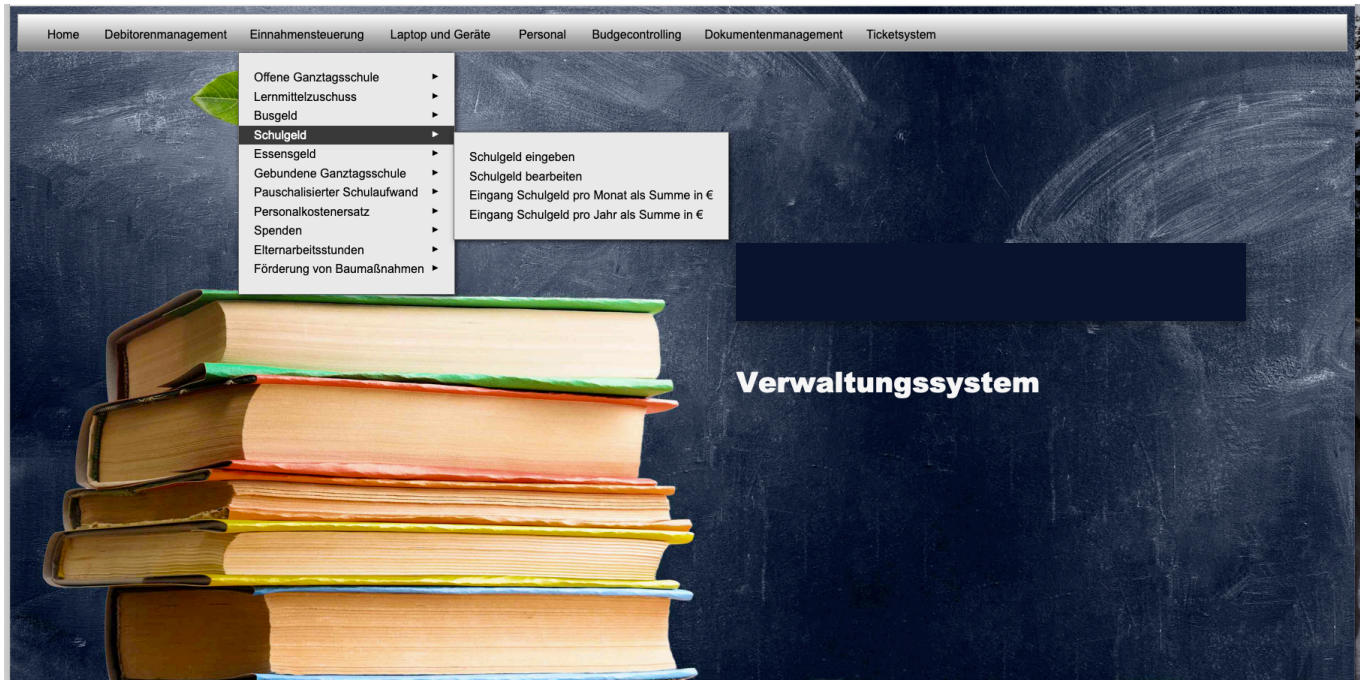 Home Debitorenmanagement Einnahmensteuerung Laptop und Geräte Personal Budgecontrolling Dokumentenmanagement Ticketsystem
Offene Ganztagsschule
Lernmittelzuschuss
Busgeld
Schulgeld
Essensgeld
Gebundene Ganztagsschule
Pauschalisierter Schulaufwand
Personalkostenersatz
Spenden
Elternarbeitsstunden
Förderung von Baumaßnahmen
Schulgeld eingeben
Schulgeld bearbeiten
Eingang Schulgeld pro Monat als Summe in €
Eingang Schulgeld pro Jahr als Summe in €
Verwaltungssystem